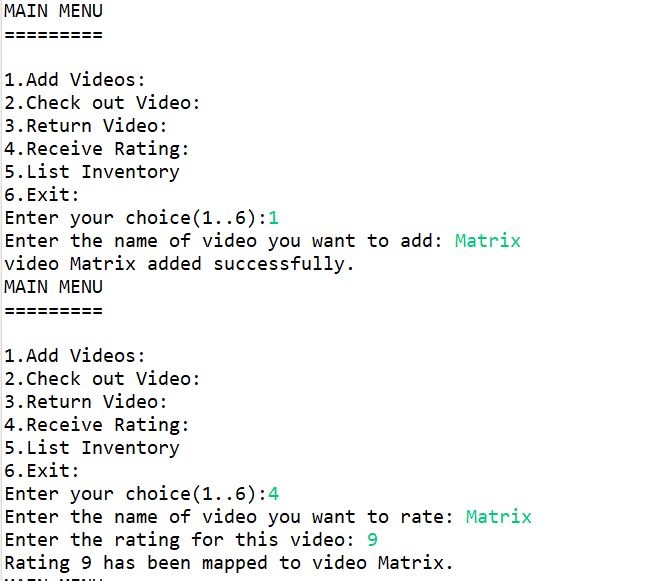 MAIN MENU
=========
1.Add Videos:
2.Check out Video:
3.Return Video:
4.Receive Rating:
5.List Inventory
6.Exit:
Enter your choice(1..6):1
Enter the name of video you want to add: Matrix
video Matrix added successfully.
MAIN MENU
=========
1.Add Videos:
2.Check out Video:
3.Return Video:
4.Receive Rating:
5.List Inventory
6.Exit:
Enter your choice(1..6):4
Enter the name of video you want to rate: Matrix
Enter the rating for this video: 9
Rating 9 has been mapped to video Matrix.
MAIN MENU